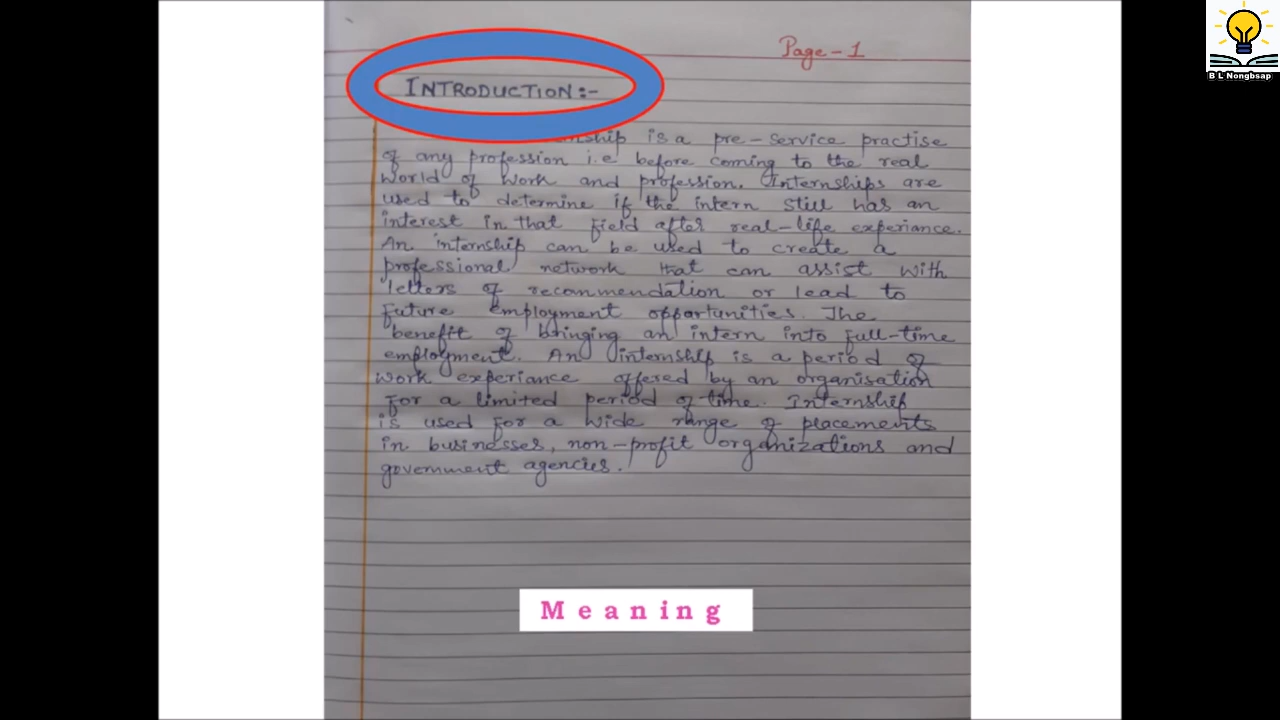 Page-1
B L Nongbsap
INTRODUCTION:-
is a pre-service practise
of any profession i.e before coming to the real
world of work and profession. Internships are
used to determine if the intern still has an
interest in that field after real-life experiance.
An internship can be used to create a
professional network that can assist with
letters of recommendation or lead to
future employment opportunities. The
benefit of bringing an intern into full-time
employment. An internship is a period of
work experiance offered by an organisation
for a limited period of time. Internship
is used for a wide range of placements
in businesses, non-profit organizations and
government agencies.
Meaning